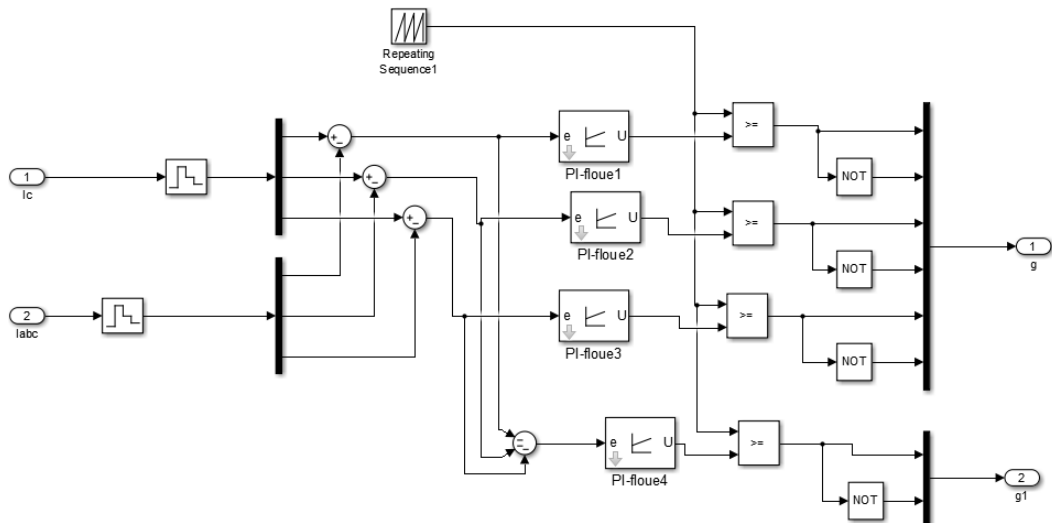 Repeating
Sequence1
1
Ic
2
Iabc
+
-
+
-
+
-
e
U
PI-floue1
e
U
PI-floue2
e
U
PI-floue3
-
-
-
e
U
PI-floue4
>=
NOT
>=
NOT
>=
NOT
>=
NOT
1
g
2
g1